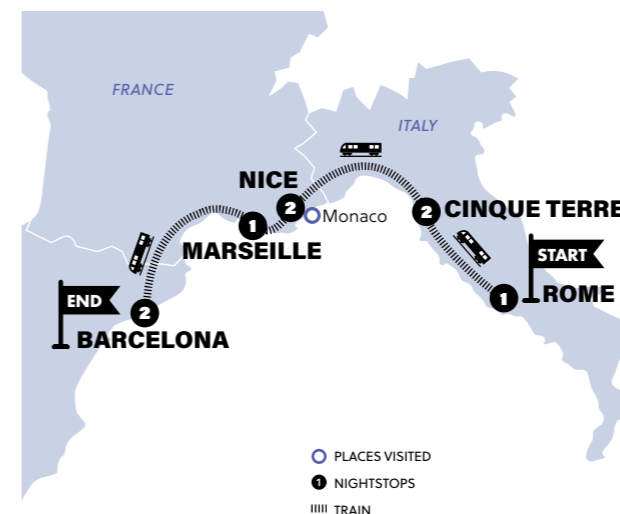 FRANCE
ITALY
NICE
2
Monaco
2 CINQUE TERRE
1
MARSEILLE
START
1 ROME
END
2
BARCELONA
PLACES VISITED
1 NIGHTSTOPS
TRAIN